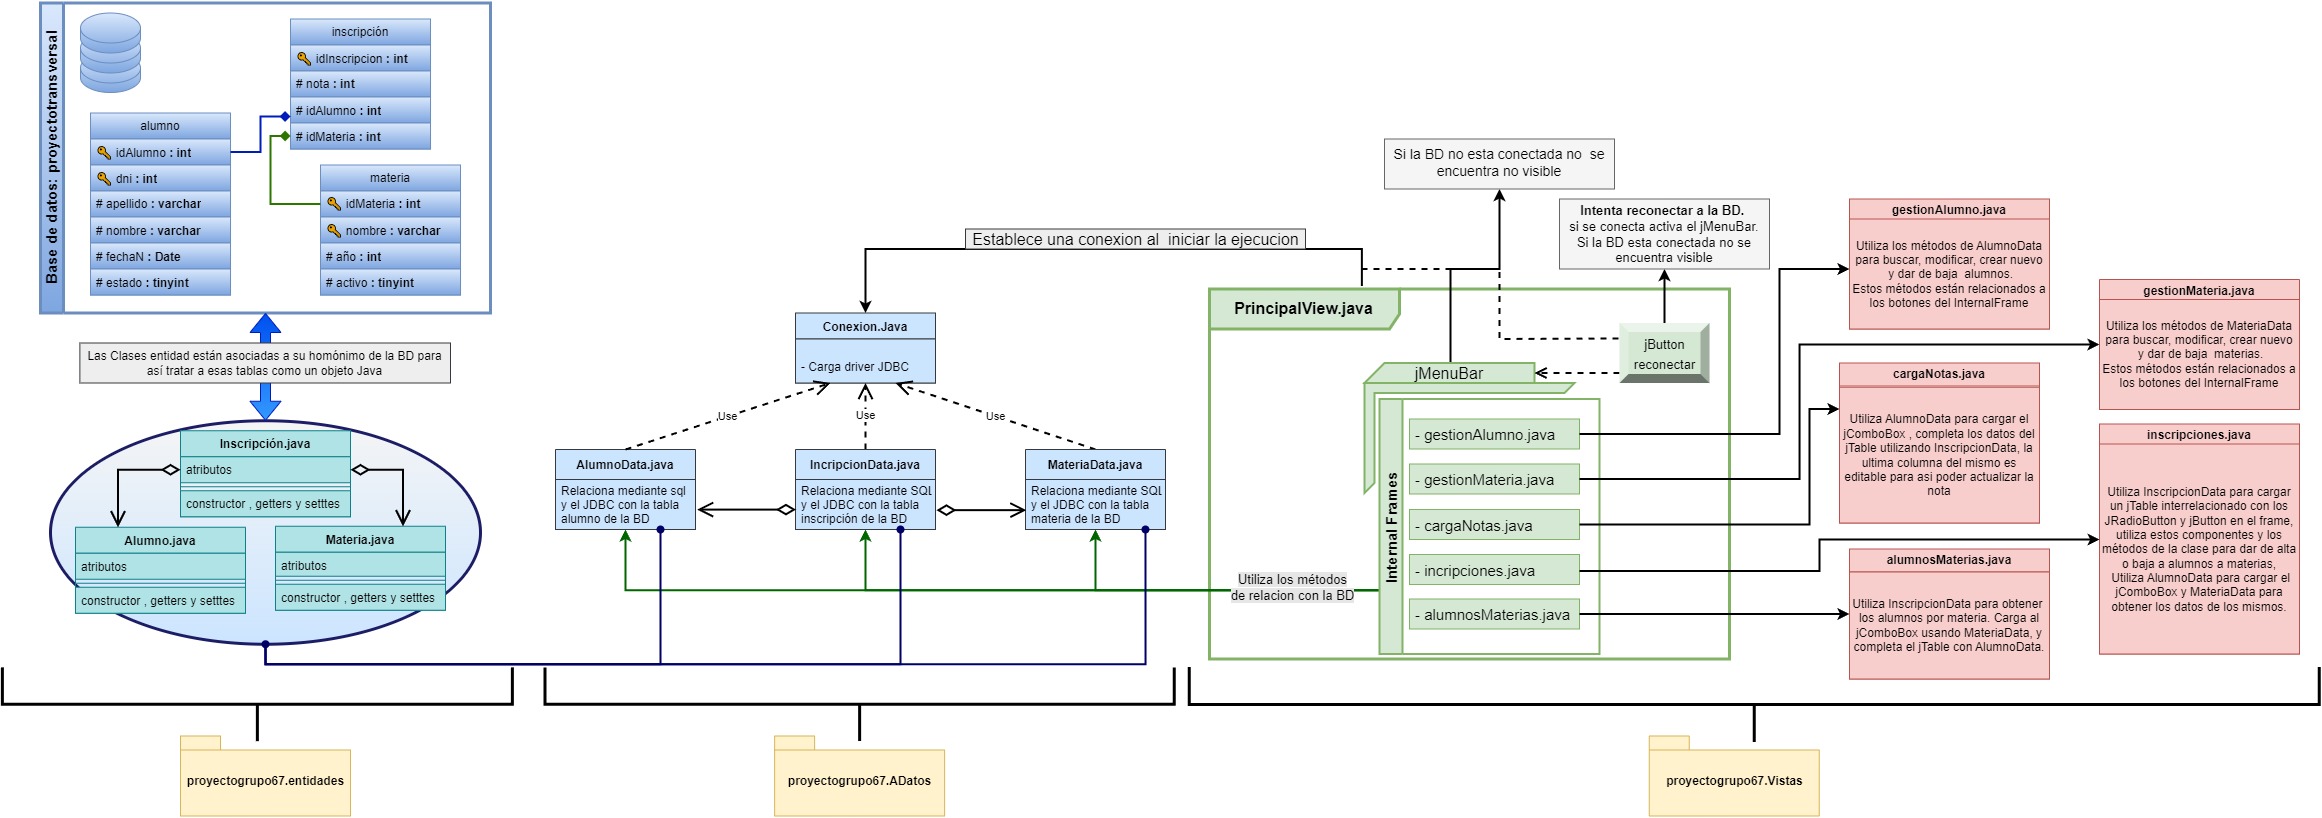 Base de datos: proyectotransversal
inscripción
idInscripcion : int
# nota : int
# idAlumno : int
# idMateria : int
alumno
idAlumno : int
dni : int
# apellido : varchar
# nombre : varchar
# fechaN : Date
# estado : tinyint
materia
idMateria : int
nombre : varchar
# año : int
# activo : tinyint
Las Clases entidad están asociadas a su homónimo de la BD para
así tratar a esas tablas como un objeto Java
Inscripción.java
atributos
constructor , getters y setttes
Alumno.java
atributos
constructor , getters y setttes
Materia.java
atributos
constructor , getters y setttes
Establece una conexion al  iniciar la ejecucion
Conexion.Java
- Carga driver JDBC
Use
Use
Use
AlumnoData.java
Relaciona mediante sql
y el JDBC con la tabla
alumno de la BD
IncripcionData.java
Relaciona mediante SQL
y el JDBC con la tabla
inscripción de la BD
MateriaData.java
Relaciona mediante SQL
y el JDBC con la tabla
materia de la BD
Utiliza los métodos
de relacion con la BD
Si la BD no esta conectada no  se
encuentra no visible
Intenta reconectar a la BD.
si se conecta activa el jMenuBar.
Si la BD esta conectada no se
encuentra visible
PrincipalView.java
jButton
reconectar
jMenuBar
Internal Frames
- gestionAlumno.java
- gestionMateria.java
- cargaNotas.java
- incripciones.java
- alumnosMaterias.java
gestionAlumno.java
Utiliza los métodos de AlumnoData
para buscar, modificar, crear nuevo
y dar de baja  alumnos.
Estos métodos están relacionados a
los botones del InternalFrame
gestionMateria.java
Utiliza los métodos de MateriaData
para buscar, modificar, crear nuevo
y dar de baja  materias.
Estos métodos están relacionados a
los botones del InternalFrame
cargaNotas.java
Utiliza AlumnoData para cargar el
jComboBox , completa los datos del
jTable utilizando InscripcionData, la
ultima columna del mismo es
editable para asi poder actualizar la
nota
inscripciones.java
Utiliza InscripcionData para cargar
un jTable interrelacionado con los
JRadioButton y jButton en el frame,
utiliza estos componentes y los
métodos de la clase para dar de alta
o baja a alumnos a materias,
Utiliza AlumnoData para cargar el
jComboBox y MateriaData para
obtener los datos de los mismos.
alumnosMaterias.java
Utiliza InscripcionData para obtener
los alumnos por materia. Carga al
jComboBox usando MateriaData, y
completa el jTable con AlumnoData.
proyectogrupo67.entidades
proyectogrupo67.ADatos
proyectogrupo67.Vistas